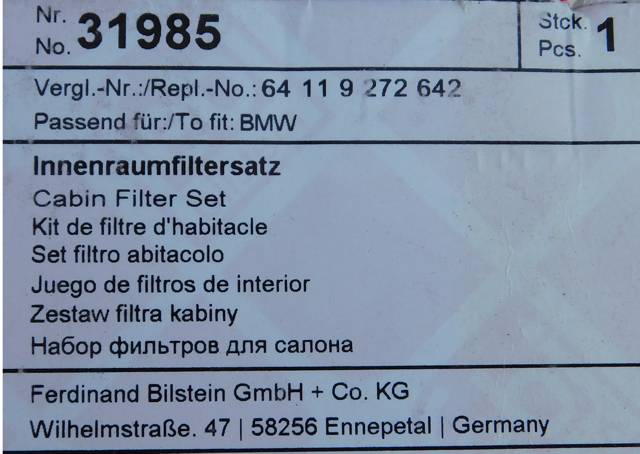 Nr. 31985 Stck. 1
No. Pcs.
Vergl.-Nr.:/Repl.-No.: 64 11 9 272 642
Passend für:/To fit: BMW
Innenraumfiltersatz
Cabin Filter Set
Kit de filtre d'habitacle
Set filtro abitacolo
Juego de filtros de interior
Zestaw filtra kabiny
Набор фильтров для салона
Ferdinand Bilstein GmbH + Co. KG
Wilhelmstraße. 47 | 58256 Ennepetal | Germany